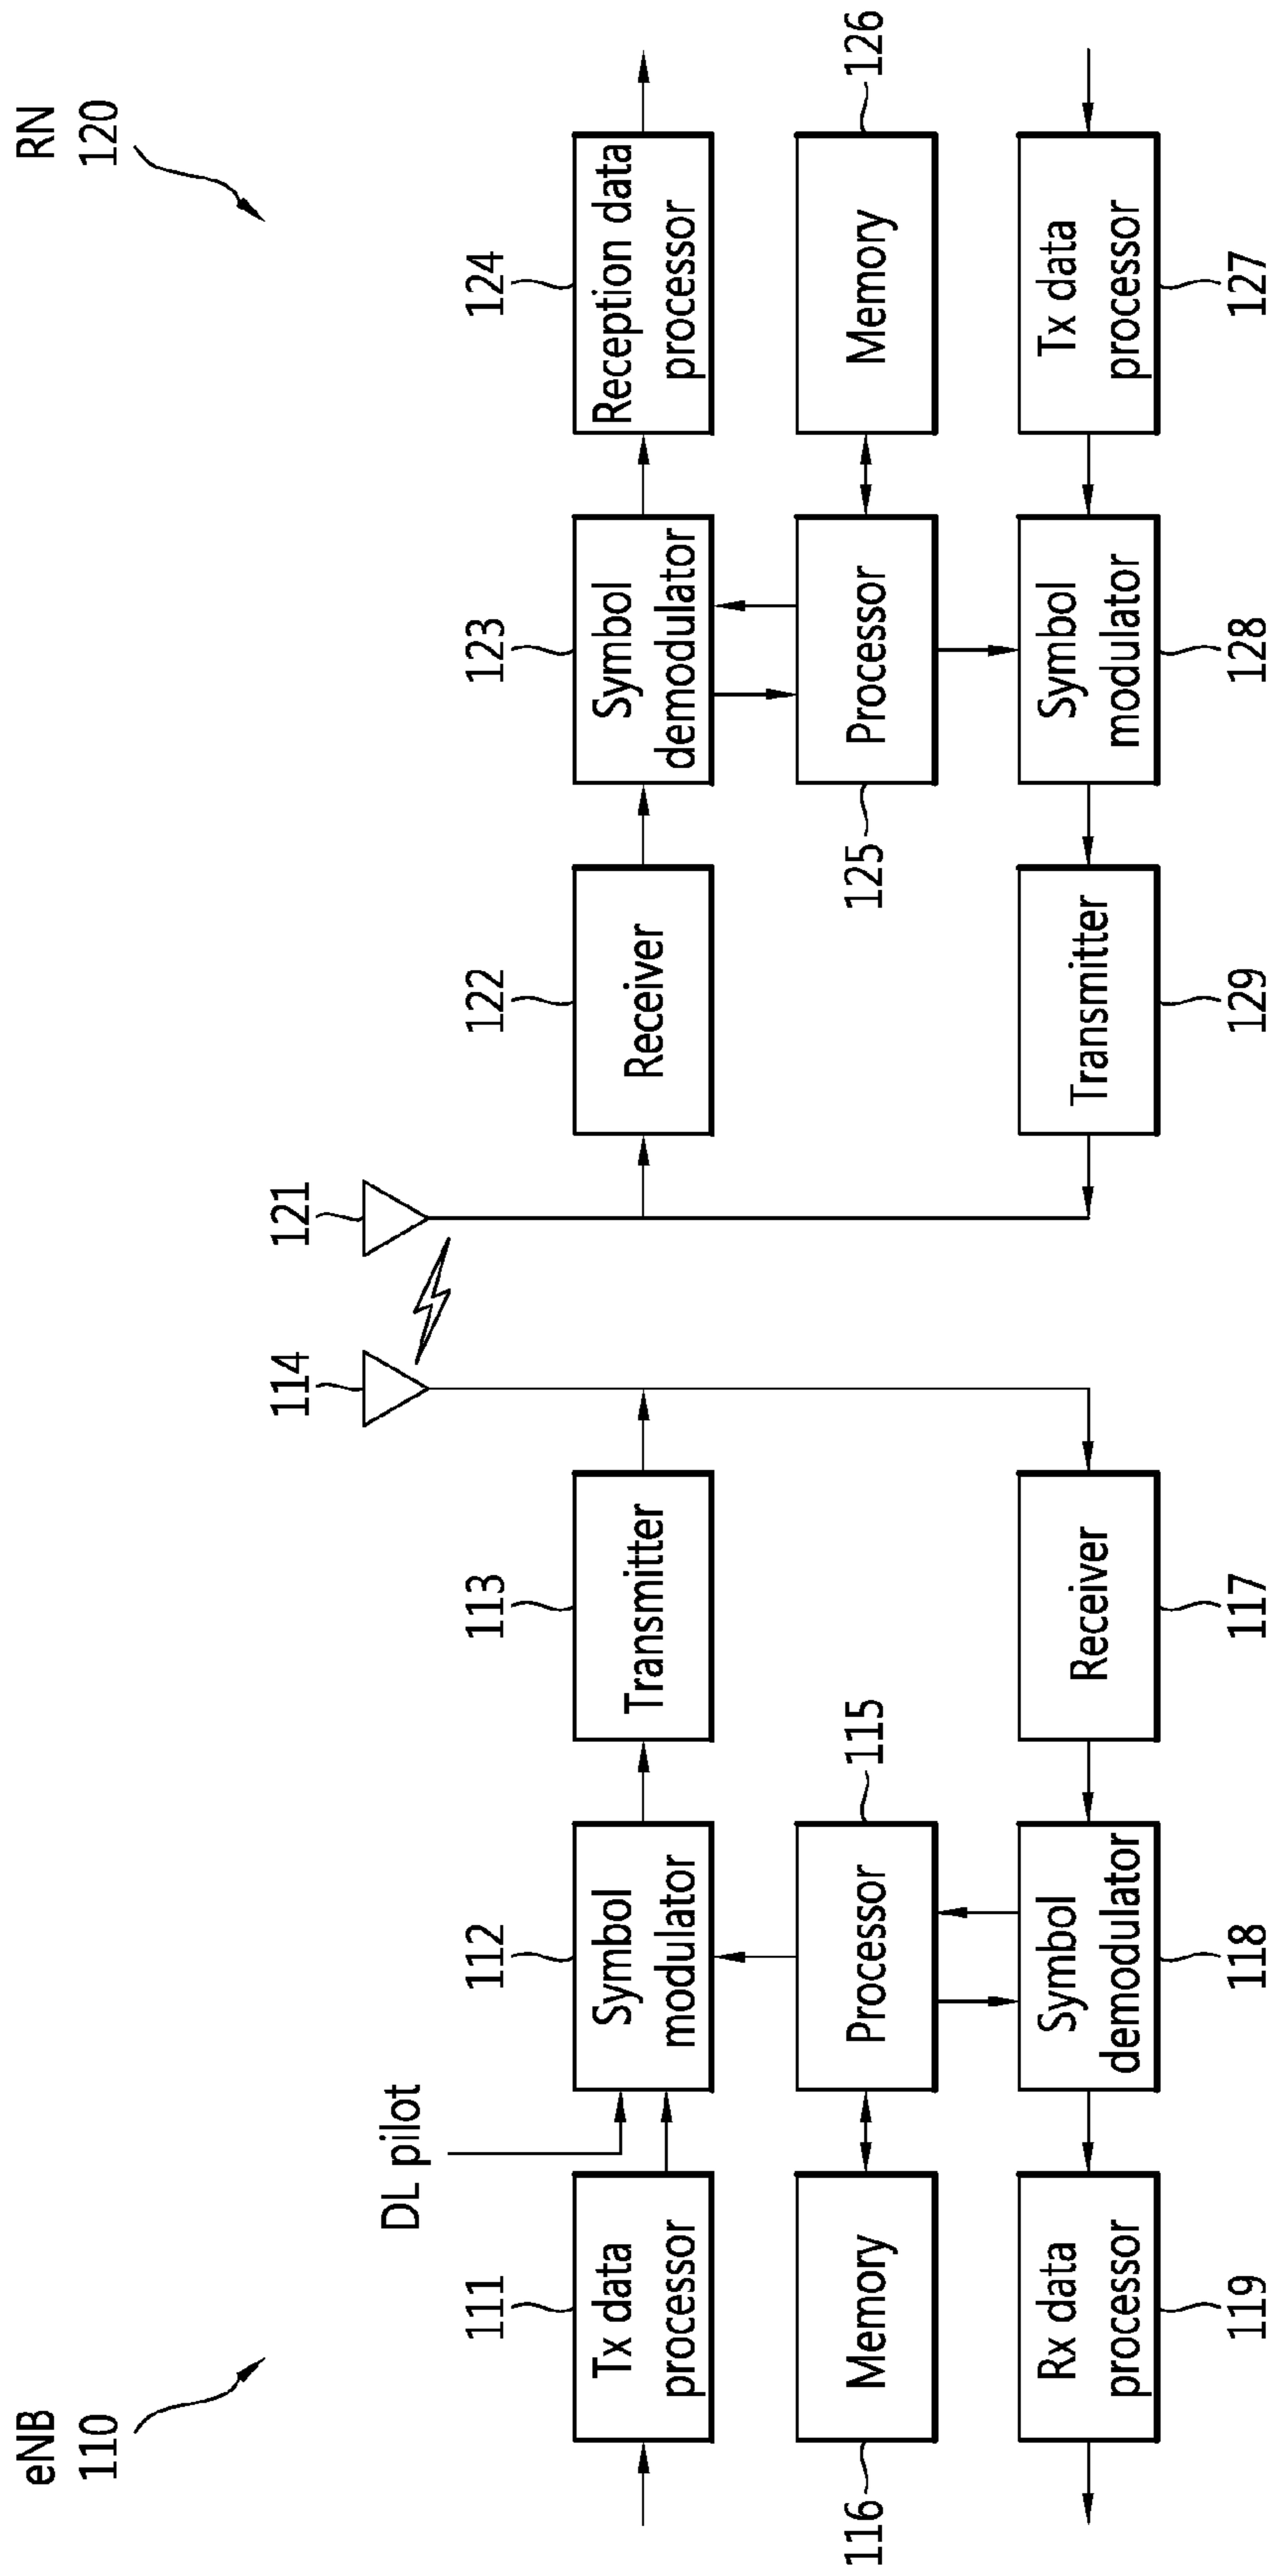 eNB
110
RN
120
DL pilot
114
121
111
112
113
122
123
124
Tx data
processor
Symbol
modulator
Transmitter
Receiver
Symbol
demodulator
Reception data
processor
115
126
Memory
Processor
Processor
Memory
116
125
Rx data
processor
Symbol
demodulator
Receiver
Transmitter
Symbol
modulator
Tx data
processor
119
118
117
129
128
127